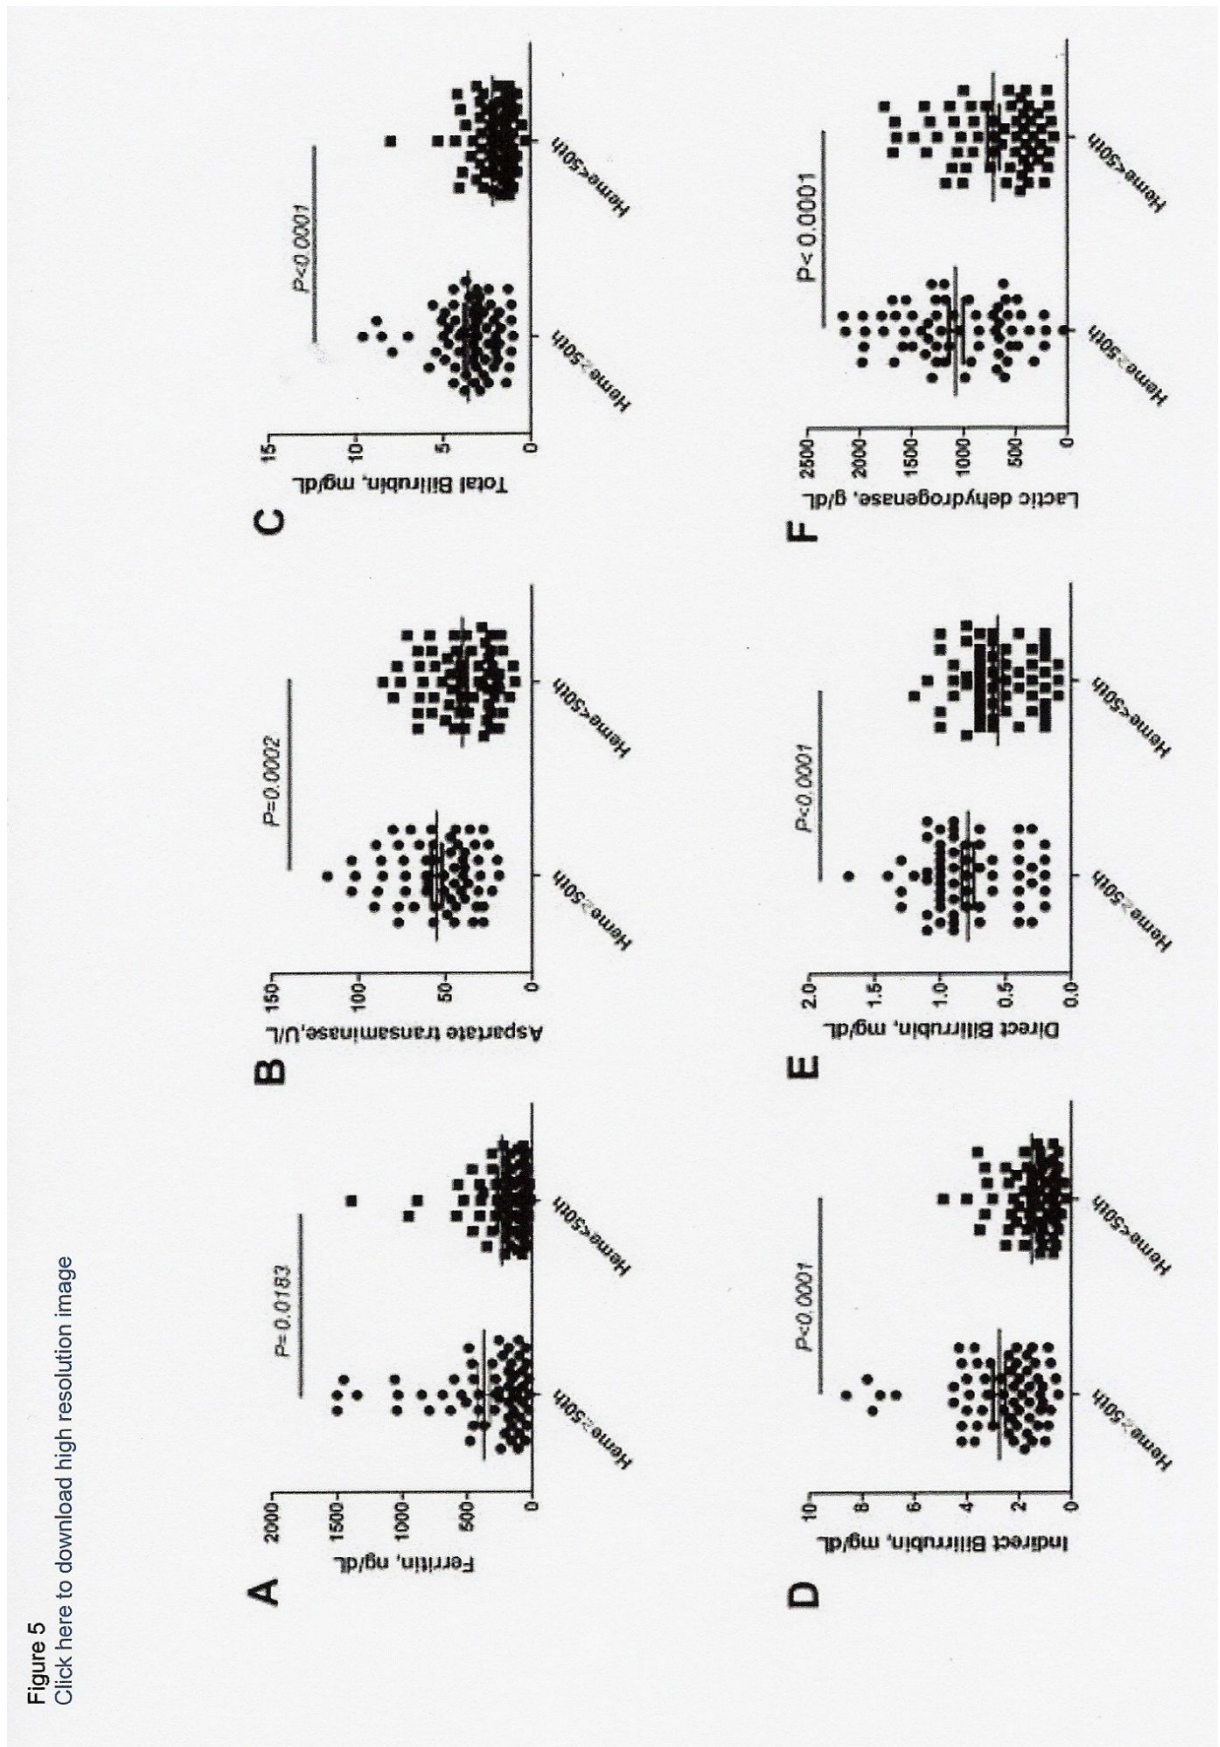 Figure 5
Click here to download high resolution image
A
Ferritin, ng/dL
2000
1500
1000
500
0
P=0.0183
Heme≥50th
Heme<50th
B
Aspartate transaminase,U/L
150
100
50
0
P=0.0002
Heme≥50th
Heme<50th
C
Total Bilirubin, mg/dL
15
10
5
0
P<0.0001
Heme≥50th
Heme<50th
D
Indirect Bilirrubin, mg/dL
10
8
6
4
2
0
P<0.0001
Heme≥50th
Heme<50th
E
Direct Bilirrubin, mg/dL
2.0
1.5
1.0
0.5
0.0
P<0.0001
Heme≥50th
Heme<50th
F
Lactic dehydrogenase, g/dL
2500
2000
1500
1000
500
0
P< 0.0001
Heme≥50th
Heme<50th